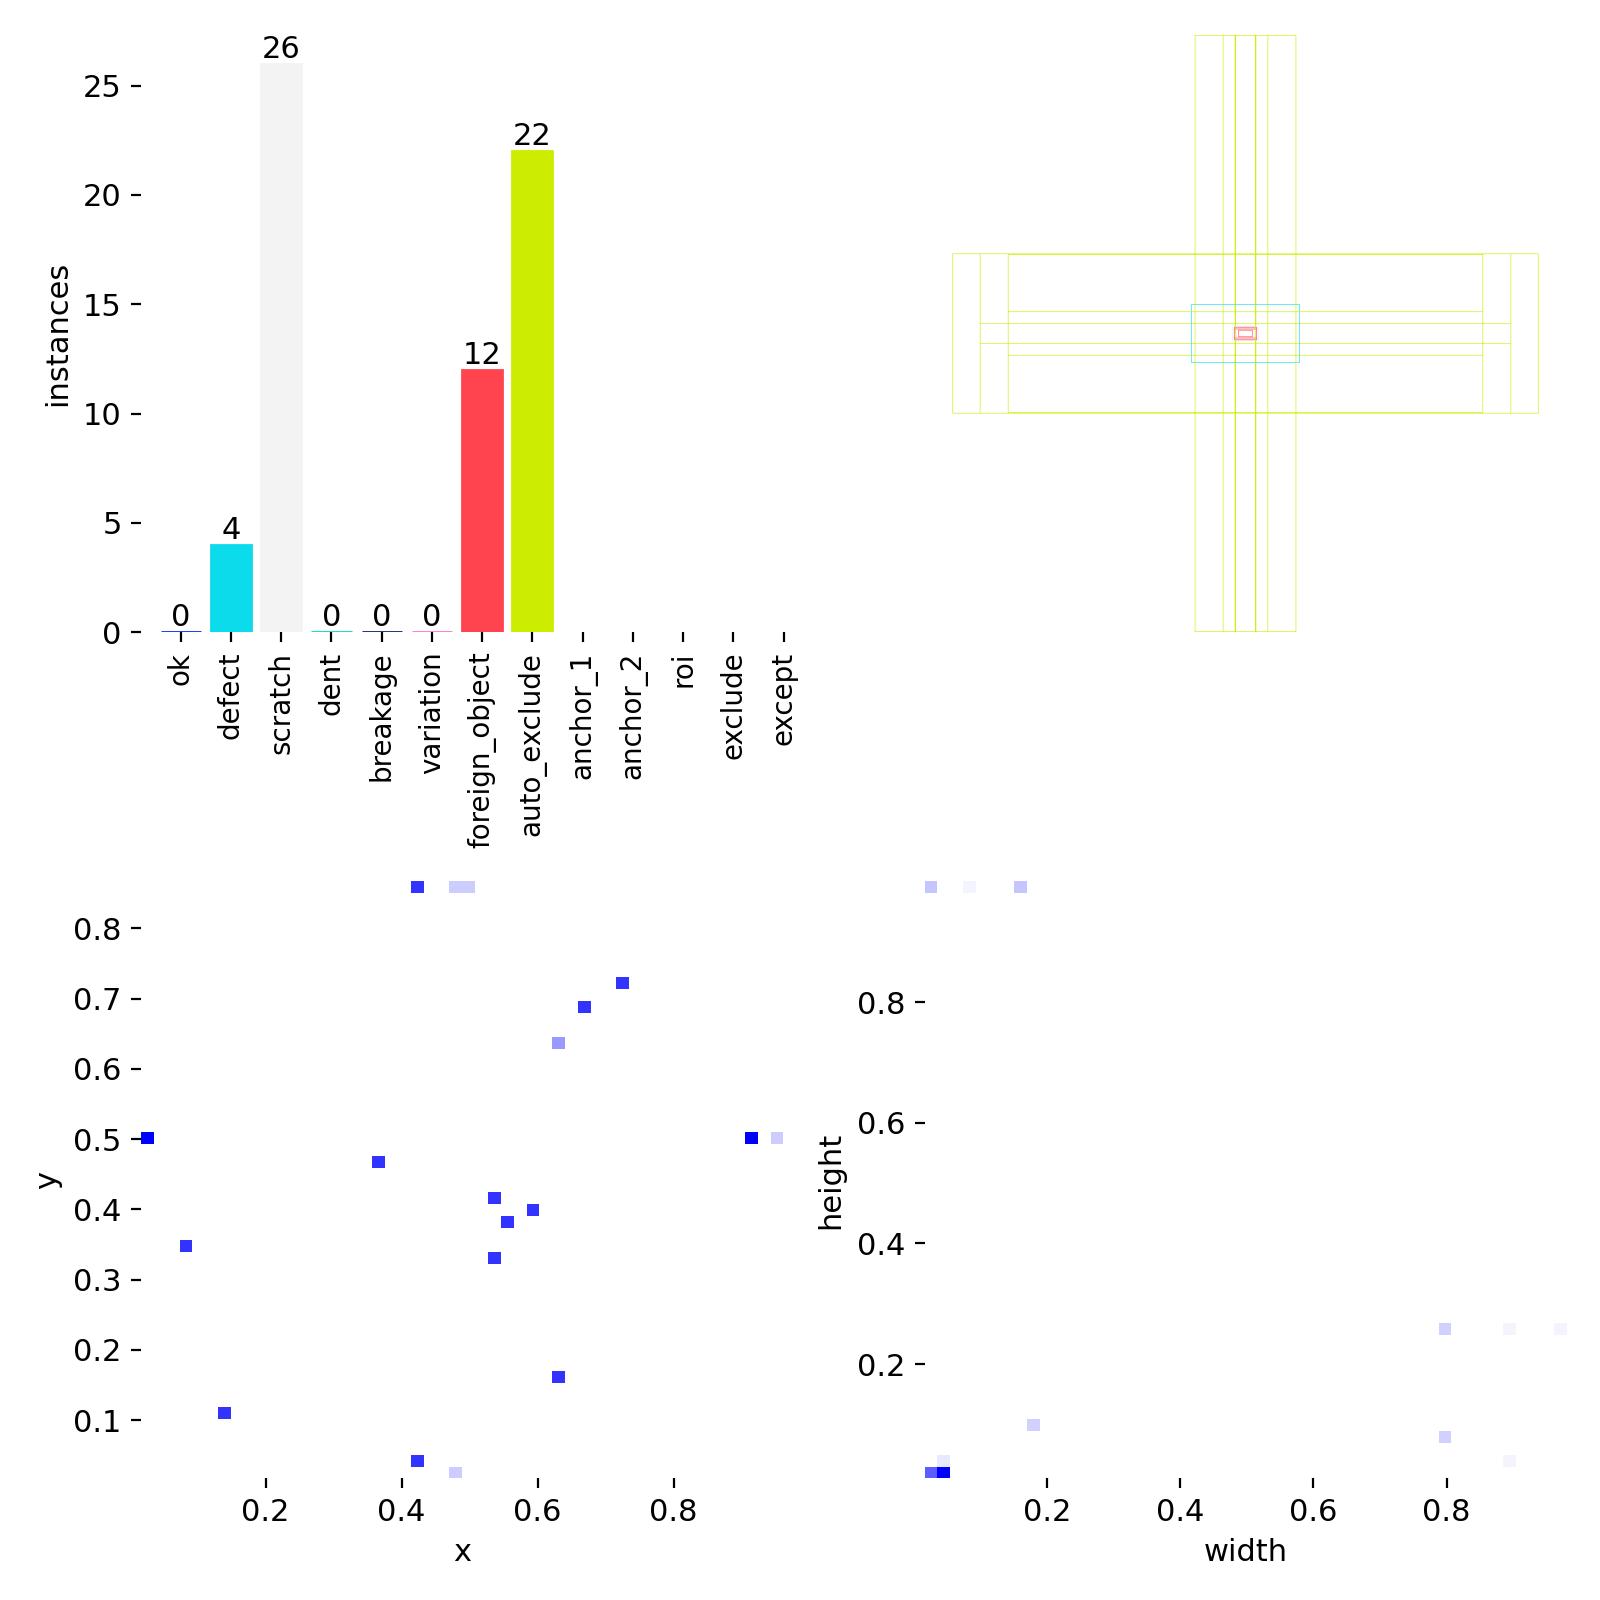 26
25
22
20
instances
15
12
10
5
4
0
0
0
0
0
ok
defect
scratch
dent
breakage
variation
foreign_object
auto_exclude
anchor_1
anchor_2
roi
exclude
except
0.8
0.7
0.6
0.5
y
0.4
0.3
0.2
0.1
0.2 0.4 0.6 0.8
x
0.8
0.6
height
0.4
0.2
0.2 0.4 0.6 0.8
width